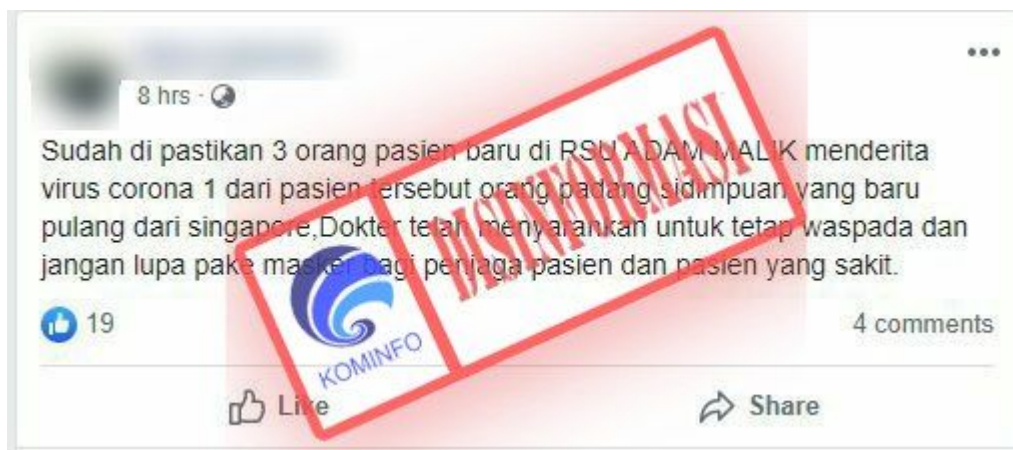 8 hrs
Sudah di pastikan 3 orang pasien baru di RSU ADAM MALIK menderita
virus corona 1 dari pasien tersebut orang padang sidimpuan yang baru
pulang dari singapore,Dokter telah menyarankan untuk tetap waspada dan
jangan lupa pake masker bagi penjaga pasien dan pasien yang sakit.
DISINFORMASI
KOMINFO
19
4 comments
Like
Share